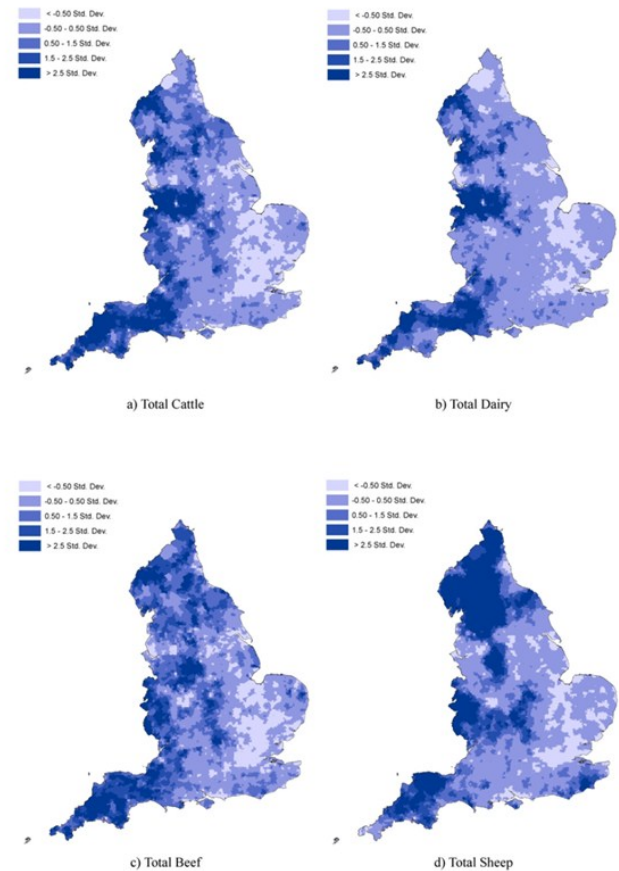 < -0.50 Std. Dev.
-0.50 - 0.50 Std. Dev.
0.50 - 1.5 Std. Dev.
1.5 - 2.5 Std. Dev.
> 2.5 Std. Dev.
a) Total Cattle
< -0.50 Std. Dev.
-0.50 - 0.50 Std. Dev.
0.50 - 1.5 Std. Dev.
1.5 - 2.5 Std. Dev.
> 2.5 Std. Dev.
b) Total Dairy
< -0.50 Std. Dev.
-0.50 - 0.50 Std. Dev.
0.50 - 1.5 Std. Dev.
1.5 - 2.5 Std. Dev.
> 2.5 Std. Dev.
c) Total Beef
< -0.50 Std. Dev.
-0.50 - 0.50 Std. Dev.
0.50 - 1.5 Std. Dev.
1.5 - 2.5 Std. Dev.
> 2.5 Std. Dev.
d) Total Sheep